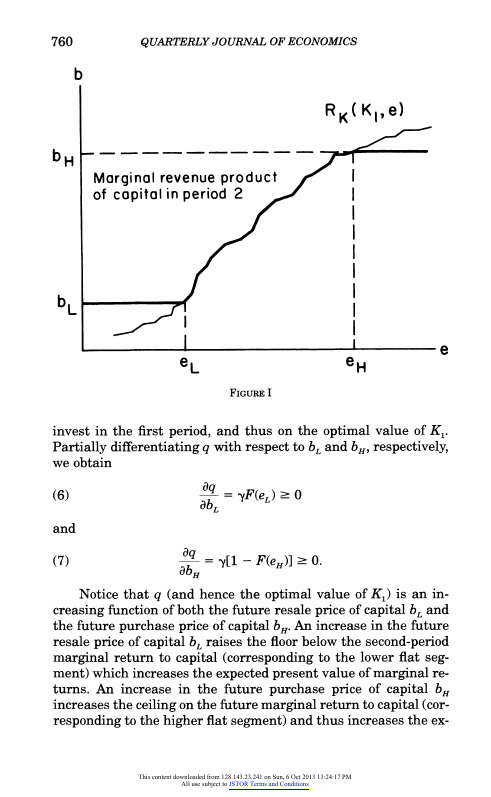 760 QUARTERLY JOURNAL OF ECONOMICS
b
R_K(K_1,e)
b_H
Marginal revenue product
of capital in period 2
b_L
e
e_L e_H
FIGURE I
invest in the first period, and thus on the optimal value of K_1.
Partially differentiating q with respect to b_L and b_H, respectively,
we obtain
(6) ∂q/∂b_L = γF(e_L) ≥ 0
and
(7) ∂q/∂b_H = γ[1 − F(e_H)] ≥ 0.
Notice that q (and hence the optimal value of K_1) is an in-
creasing function of both the future resale price of capital b_L and
the future purchase price of capital b_H. An increase in the future
resale price of capital b_L raises the floor below the second-period
marginal return to capital (corresponding to the lower flat seg-
ment) which increases the expected present value of marginal re-
turns. An increase in the future purchase price of capital b_H
increases the ceiling on the future marginal return to capital (cor-
responding to the higher flat segment) and thus increases the ex-
This content downloaded from 128.143.23.241 on Sun, 6 Oct 2013 13:24:17 PM
All use subject to JSTOR Terms and Conditions